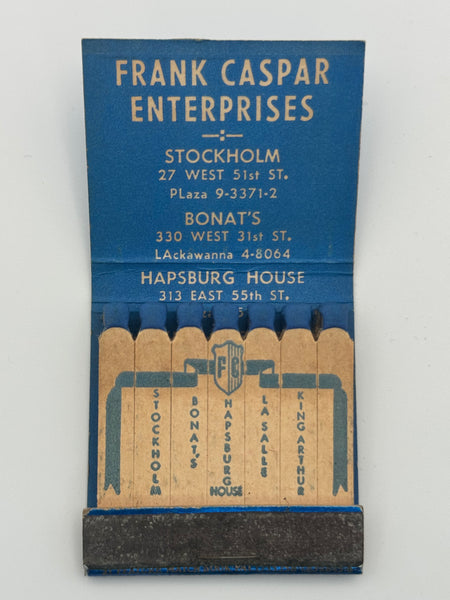 FRANK CASPAR
ENTERPRISES
STOCKHOLM
27 WEST 51st ST.
PLaza 9-3371-2
BONAT'S
330 WEST 31st ST.
LAckawanna 4-8064
HAPSBURG HOUSE
313 EAST 55th ST.
FC
STOCKHOLM
BONAT'S
HAPSBURG
HOUSE
LA SALLE
KING ARTHUR